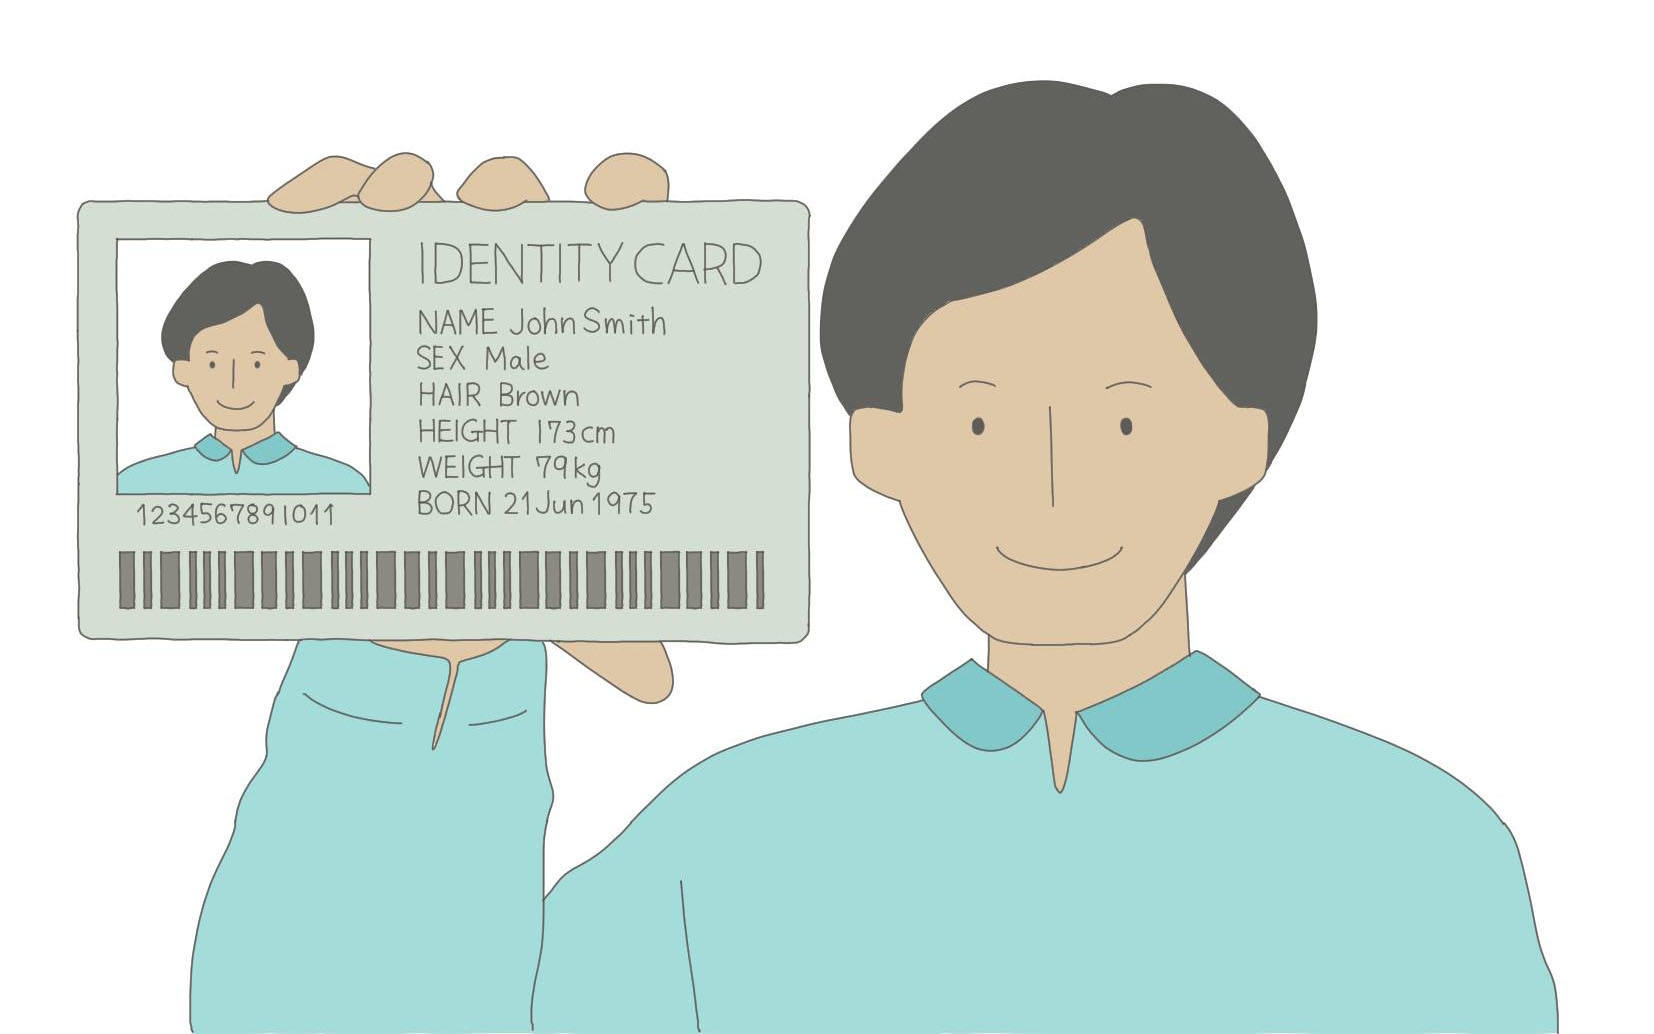 IDENTITY CARD
NAME John Smith
SEX Male
HAIR Brown
HEIGHT 173cm
WEIGHT 79kg
BORN 21Jun1975
1234567891011